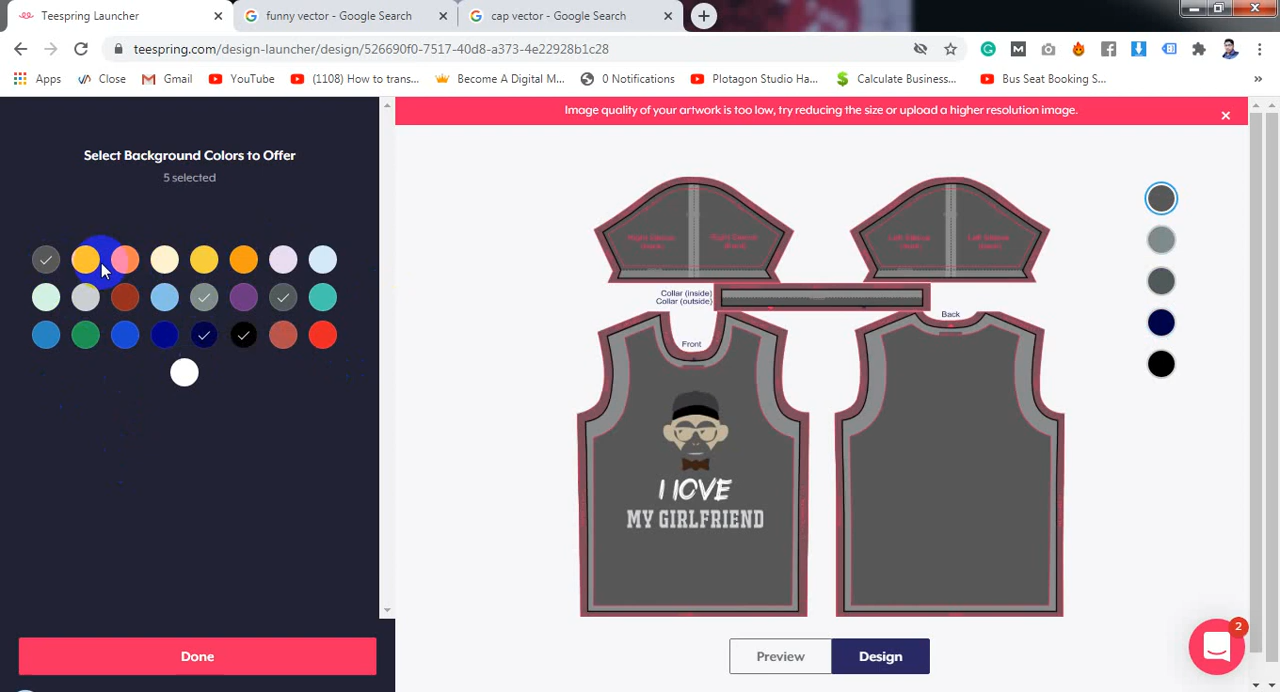 Teespring Launcher
funny vector - Google Search
cap vector - Google Search
teespring.com/design-launcher/design/526690f0-7517-40d8-a373-4e22928b1c28
Apps
Close
Gmail
YouTube
(1108) How to trans...
Become A Digital M...
0 Notifications
Plotagon Studio Ha...
Calculate Business...
Bus Seat Booking S...
»
Image quality of your artwork is too low, try reducing the size or upload a higher resolution image.
Select Background Colors to Offer
5 selected
Collar (inside)
Collar (outside)
Front
Back
I lOVE
MY GIRLFRIEND
Done
Preview
Design
2